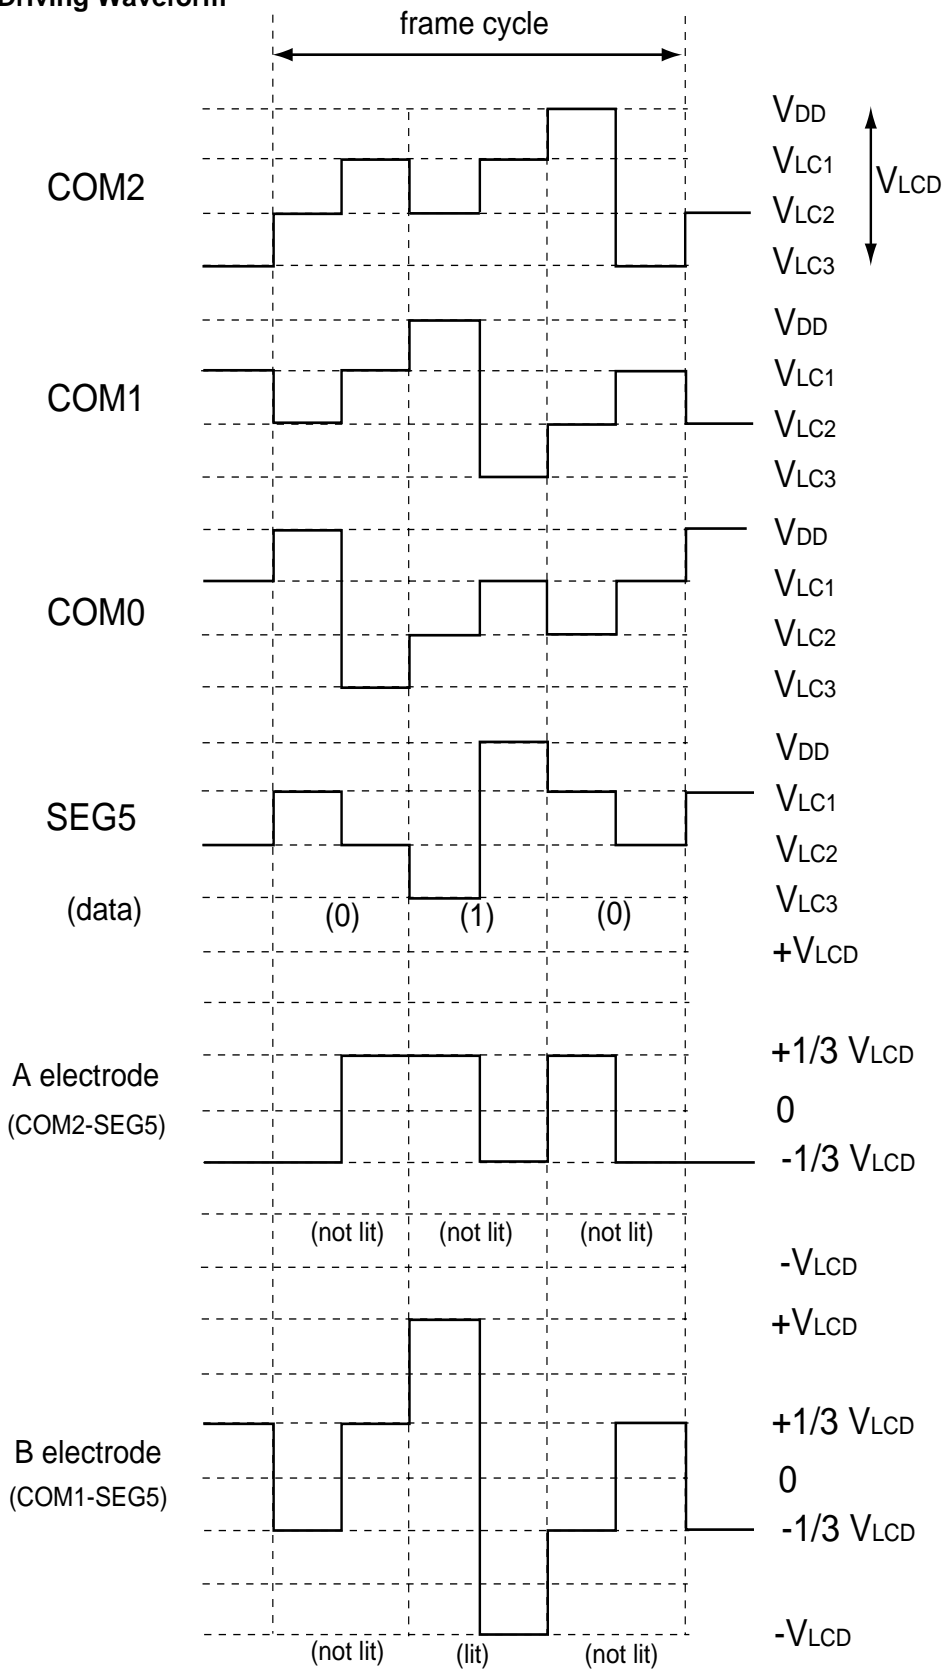 Driving Waveform
frame cycle
COM2
VDD
VLC1
VLC2
VLC3
VLCD
COM1
VDD
VLC1
VLC2
VLC3
COM0
VDD
VLC1
VLC2
VLC3
SEG5
VDD
VLC1
VLC2
VLC3
(data)
(0) (1) (0)
+VLCD
A electrode
(COM2-SEG5)
+1/3 VLCD
0
-1/3 VLCD
(not lit) (not lit) (not lit)
-VLCD
+VLCD
B electrode
(COM1-SEG5)
+1/3 VLCD
0
-1/3 VLCD
-VLCD
(not lit) (lit) (not lit)